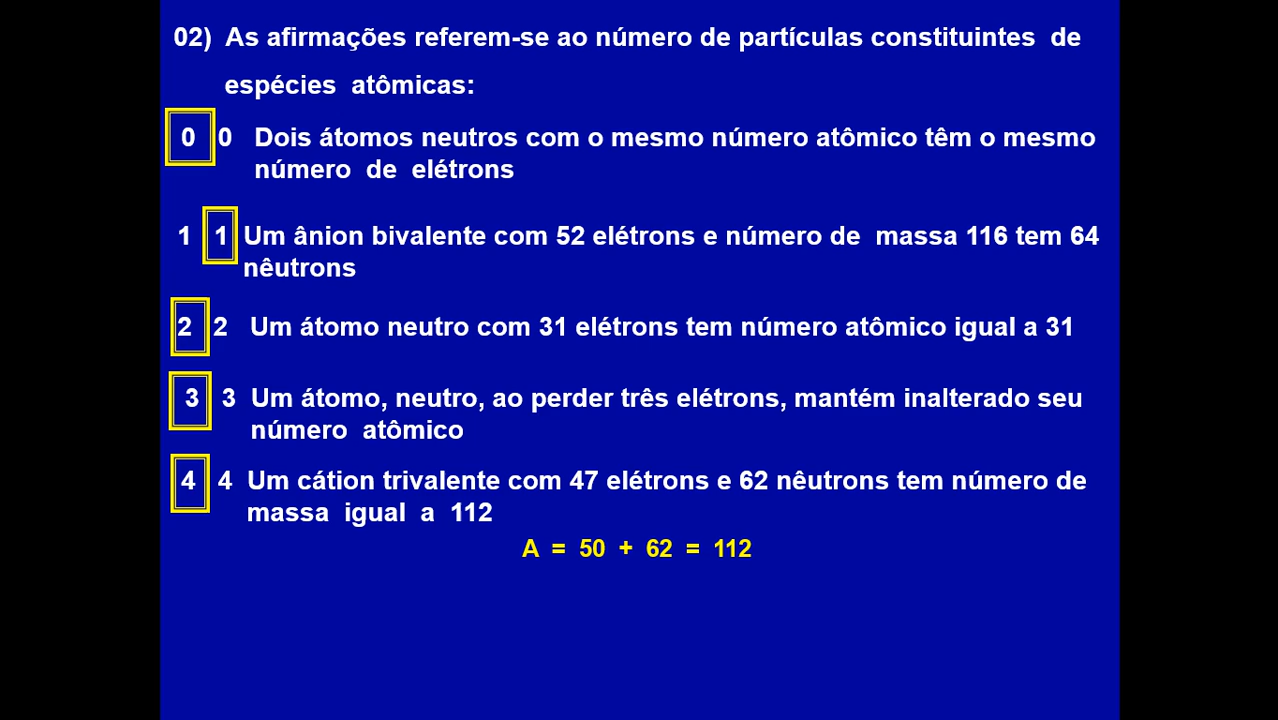 02) As afirmações referem-se ao número de partículas constituintes de
espécies atômicas:
0 0 Dois átomos neutros com o mesmo número atômico têm o mesmo
número de elétrons
1 1 Um ânion bivalente com 52 elétrons e número de massa 116 tem 64
nêutrons
2 2 Um átomo neutro com 31 elétrons tem número atômico igual a 31
3 3 Um átomo, neutro, ao perder três elétrons, mantém inalterado seu
número atômico
4 4 Um cátion trivalente com 47 elétrons e 62 nêutrons tem número de
massa igual a 112
A = 50 + 62 = 112